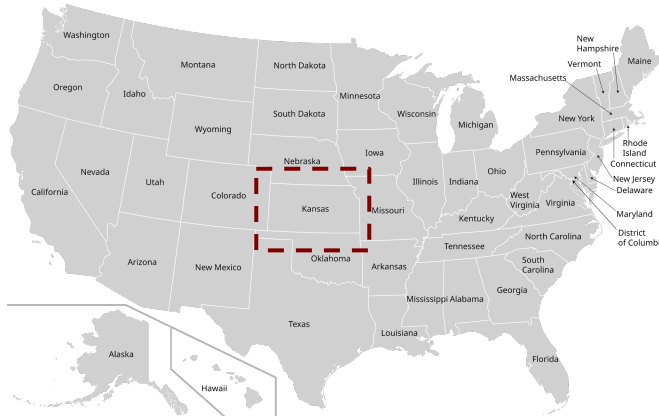 Washington
Montana
North Dakota
Minnesota
Oregon
Idaho
Wyoming
South Dakota
Wisconsin
Michigan
New
Hampshire
Vermont
Maine
Massachusetts
New York
Rhode
Island
Connecticut
Pennsylvania
New Jersey
Delaware
Maryland
District
of Columb
Nevada
Utah
Colorado
California
Nebraska
Kansas
Iowa
Missouri
Illinois
Indiana
Ohio
West
Virginia
Virginia
Kentucky
North Carolina
Tennessee
South
Carolina
Arizona
New Mexico
Oklahoma
Arkansas
Mississippi
Alabama
Georgia
Texas
Louisiana
Florida
Alaska
Hawaii